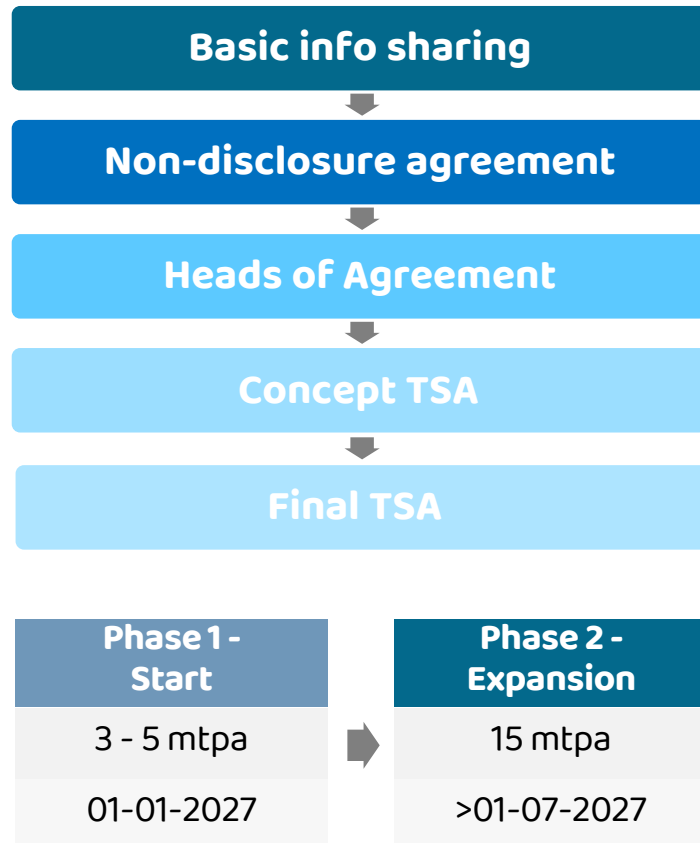 Basic info sharing
Non-disclosure agreement
Heads of Agreement
Concept TSA
Final TSA
Phase 1 -
Start
Phase 2 -
Expansion
3 - 5 mtpa
15 mtpa
01-01-2027
>01-07-2027